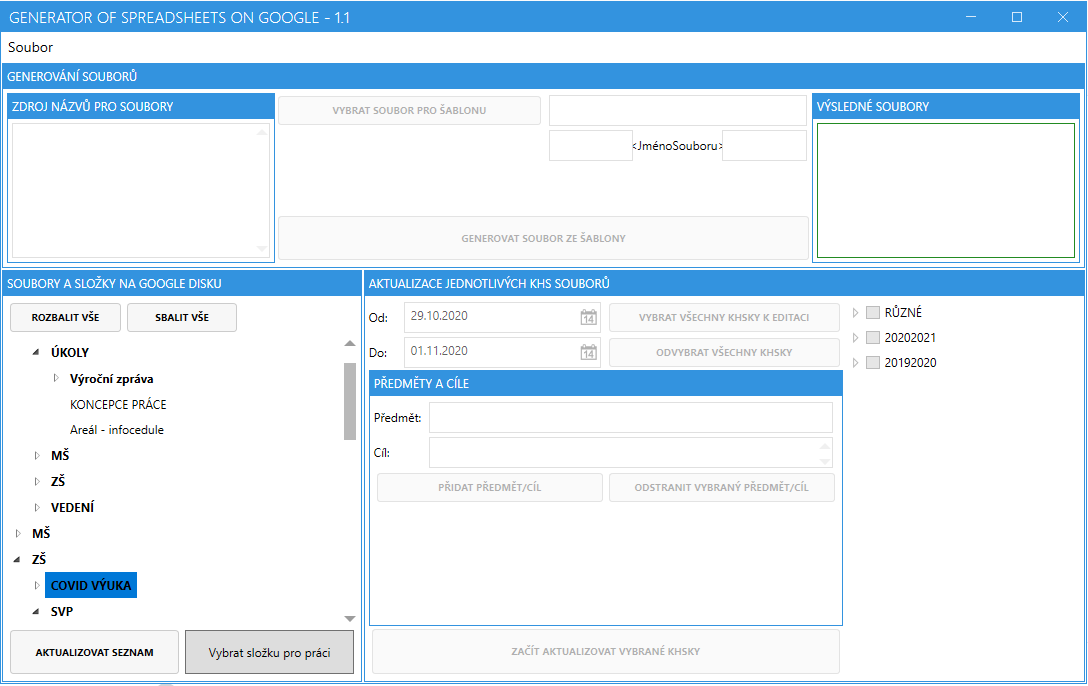 GENERATOR OF SPREADSHEETS ON GOOGLE - 1.1
Soubor
GENEROVÁNÍ SOUBORŮ
ZDROJ NÁZVŮ PRO SOUBORY
VYBRAT SOUBOR PRO ŠABLONU
<JménoSouboru>
GENEROVAT SOUBOR ZE ŠABLONY
VÝSLEDNÉ SOUBORY
SOUBORY A SLOŽKY NA GOOGLE DISKU
ROZBALIT VŠE
SBALIT VŠE
ÚKOLY
Výroční zpráva
KONCEPCE PRÁCE
Areál - infocedule
MŠ
ZŠ
VEDENÍ
MŠ
ZŠ
COVID VÝUKA
SVP
AKTUALIZOVAT SEZNAM
Vybrat složku pro práci
AKTUALIZACE JEDNOTLIVÝCH KHS SOUBORŮ
Od:
29.10.2020
14
VYBRAT VŠECHNY KHSKY K EDITACI
Do:
01.11.2020
14
ODVYBRAT VŠECHNY KHSKY
PŘEDMĚTY A CÍLE
Předmět:
Cíl:
PŘIDAT PŘEDMĚT/CÍL
ODSTRANIT VYBRANÝ PŘEDMĚT/CÍL
ZAČÍT AKTUALIZOVAT VYBRANÉ KHSKY
RŮZNÉ
20202021
20192020